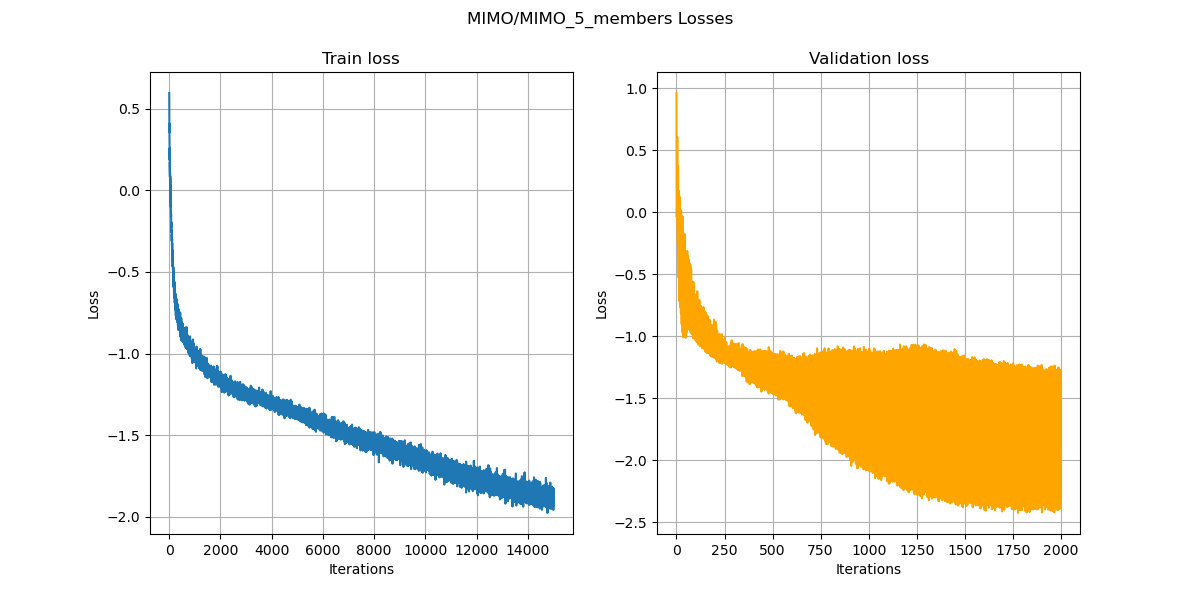 MIMO/MIMO_5_members Losses
Train loss
Validation loss
Loss
0.5
0.0
−0.5
−1.0
−1.5
−2.0
0 2000 4000 6000 8000 10000 12000 14000
Iterations
Loss
1.0
0.5
0.0
−0.5
−1.0
−1.5
−2.0
−2.5
0 250 500 750 1000 1250 1500 1750 2000
Iterations